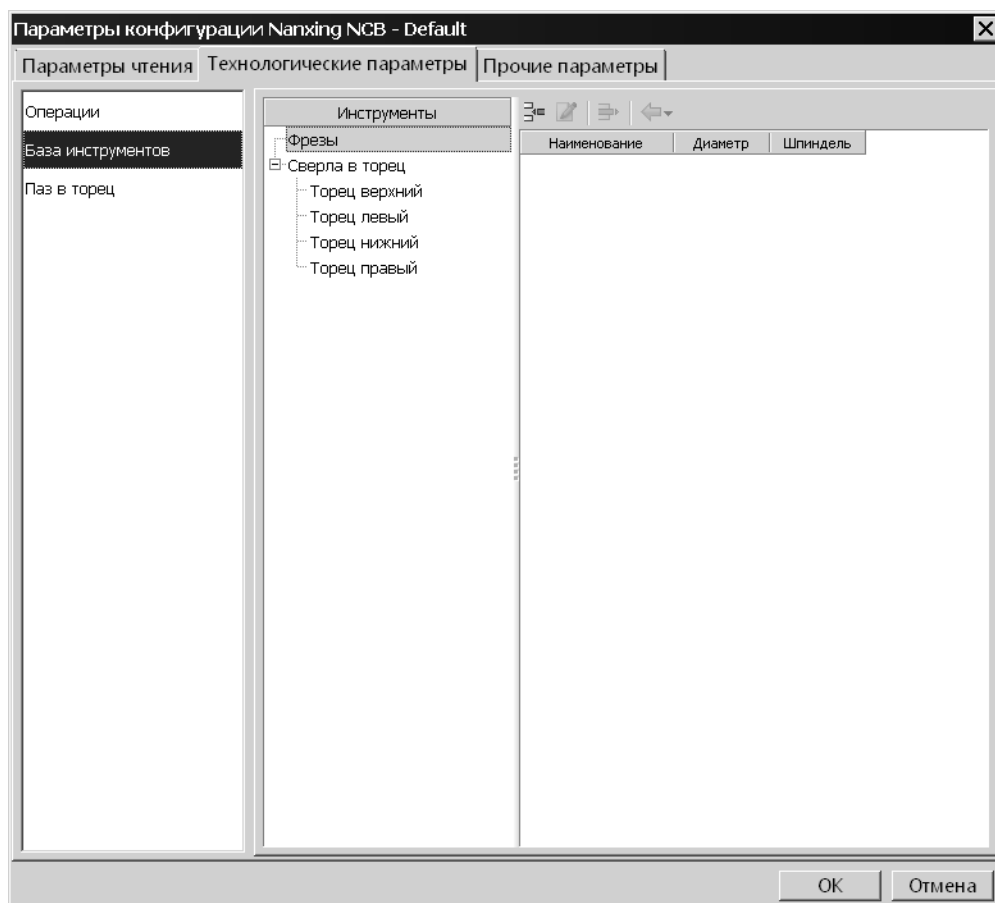 Параметры конфигурации Nanxing NCB - Default
Параметры чтения Технологические параметры Прочие параметры
Операции
База инструментов
Паз в торец
Инструменты
Фрезы
Сверла в торец
Торец верхний
Торец левый
Торец нижний
Торец правый
Наименование Диаметр Шпиндель
OK Отмена